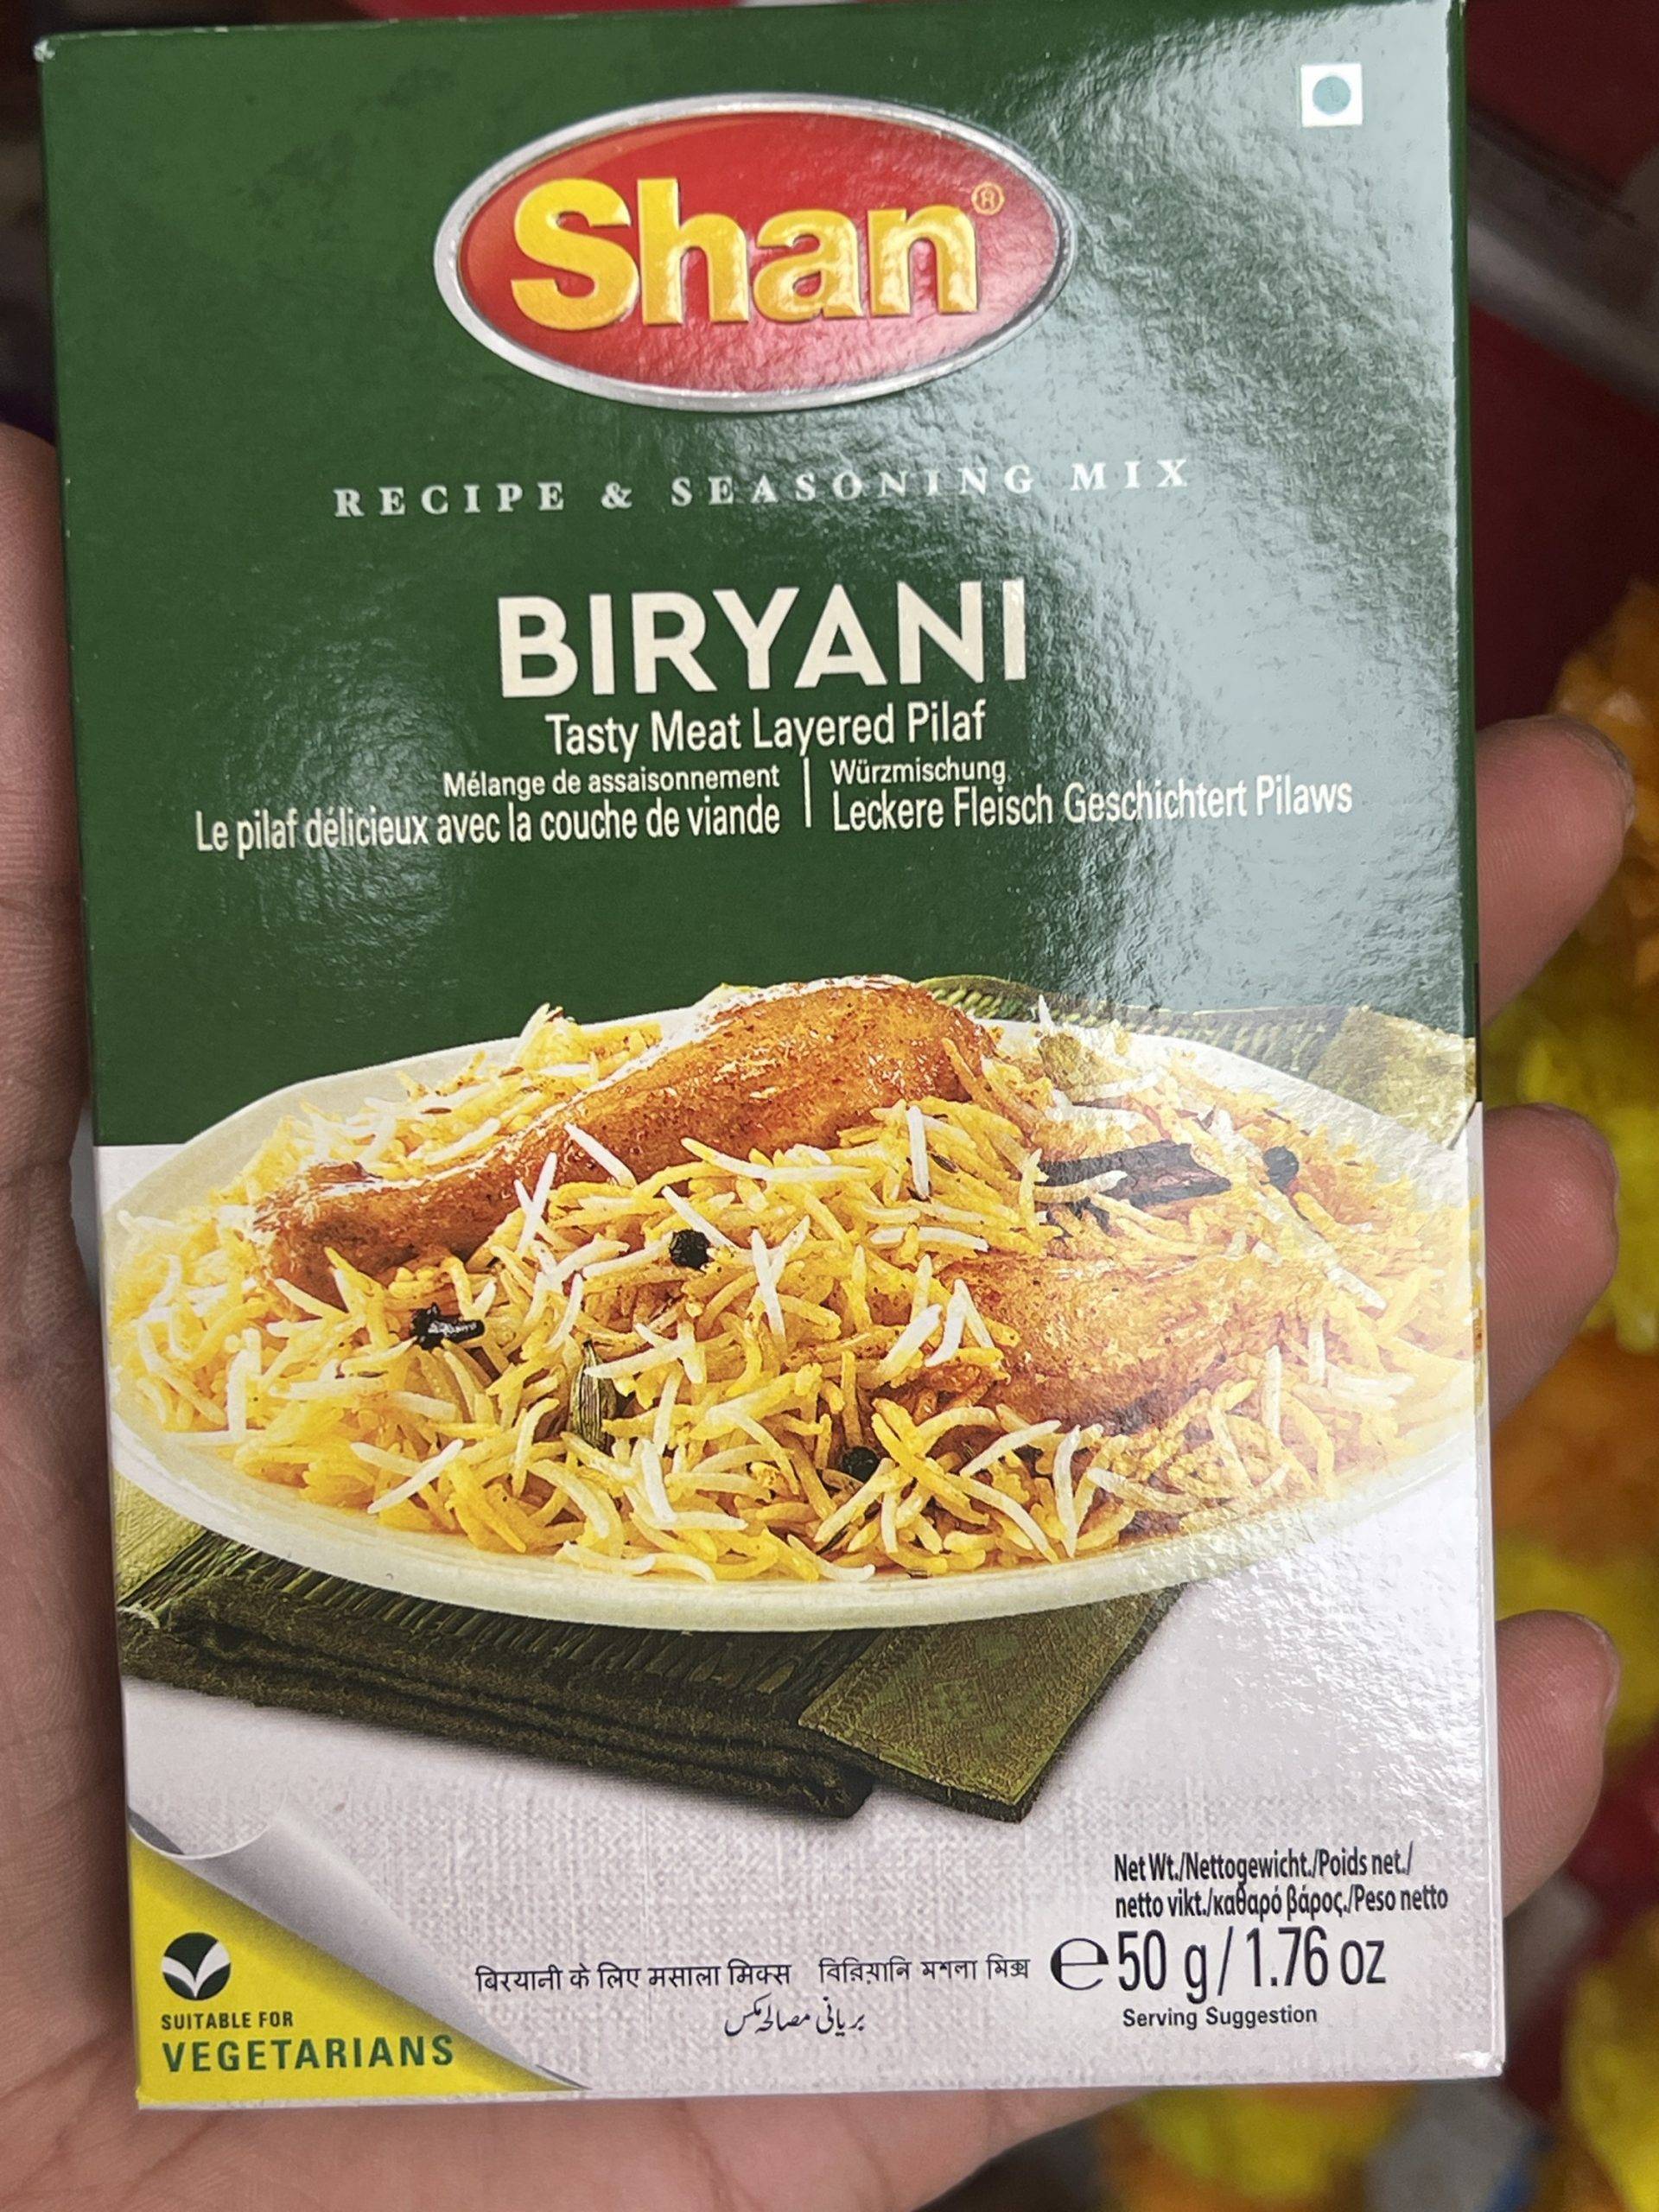 Shan®
RECIPE & SEASONING MIX
BIRYANI
Tasty Meat Layered Pilaf
Mélange de assaisonnement
Le pilaf délicieux avec la couche de viande
Würzmischung
Leckere Fleisch Geschichtert Pilaws
Net Wt./Nettogewicht./Poids net./
netto vikt./καθαρό βάρος./Peso netto
℮ 50 g/1.76 oz
Serving Suggestion
बिरयानी के लिए मसाला मिक्स বিরিয়ানি মশলা মিক্স
بریانی مصالحہ مکس
SUITABLE FOR
VEGETARIANS